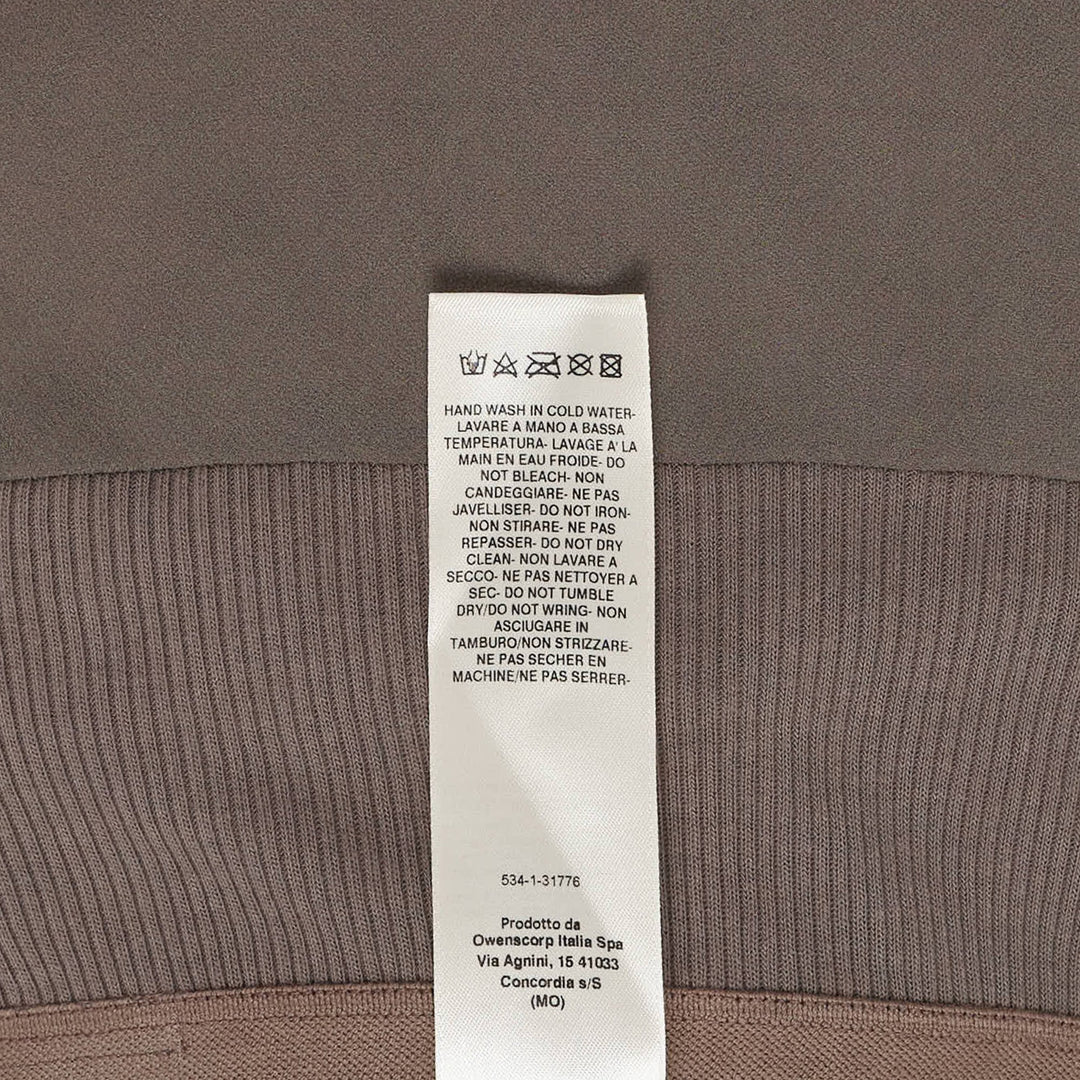 HAND WASH IN COLD WATER-
LAVARE A MANO A BASSA
TEMPERATURA- LAVAGE A' LA
MAIN EN EAU FROIDE- DO
NOT BLEACH- NON
CANDEGGIARE- NE PAS
JAVELLISER- DO NOT IRON-
NON STIRARE- NE PAS
REPASSER- DO NOT DRY
CLEAN- NON LAVARE A
SECCO- NE PAS NETTOYER A
SEC- DO NOT TUMBLE
DRY/DO NOT WRING- NON
ASCIUGARE IN
TAMBURO/NON STRIZZARE-
NE PAS SECHER EN
MACHINE/NE PAS SERRER-
534-1-31776
Prodotto da
Owenscorp Italia Spa
Via Agnini, 15 41033
Concordia s/S
(MO)